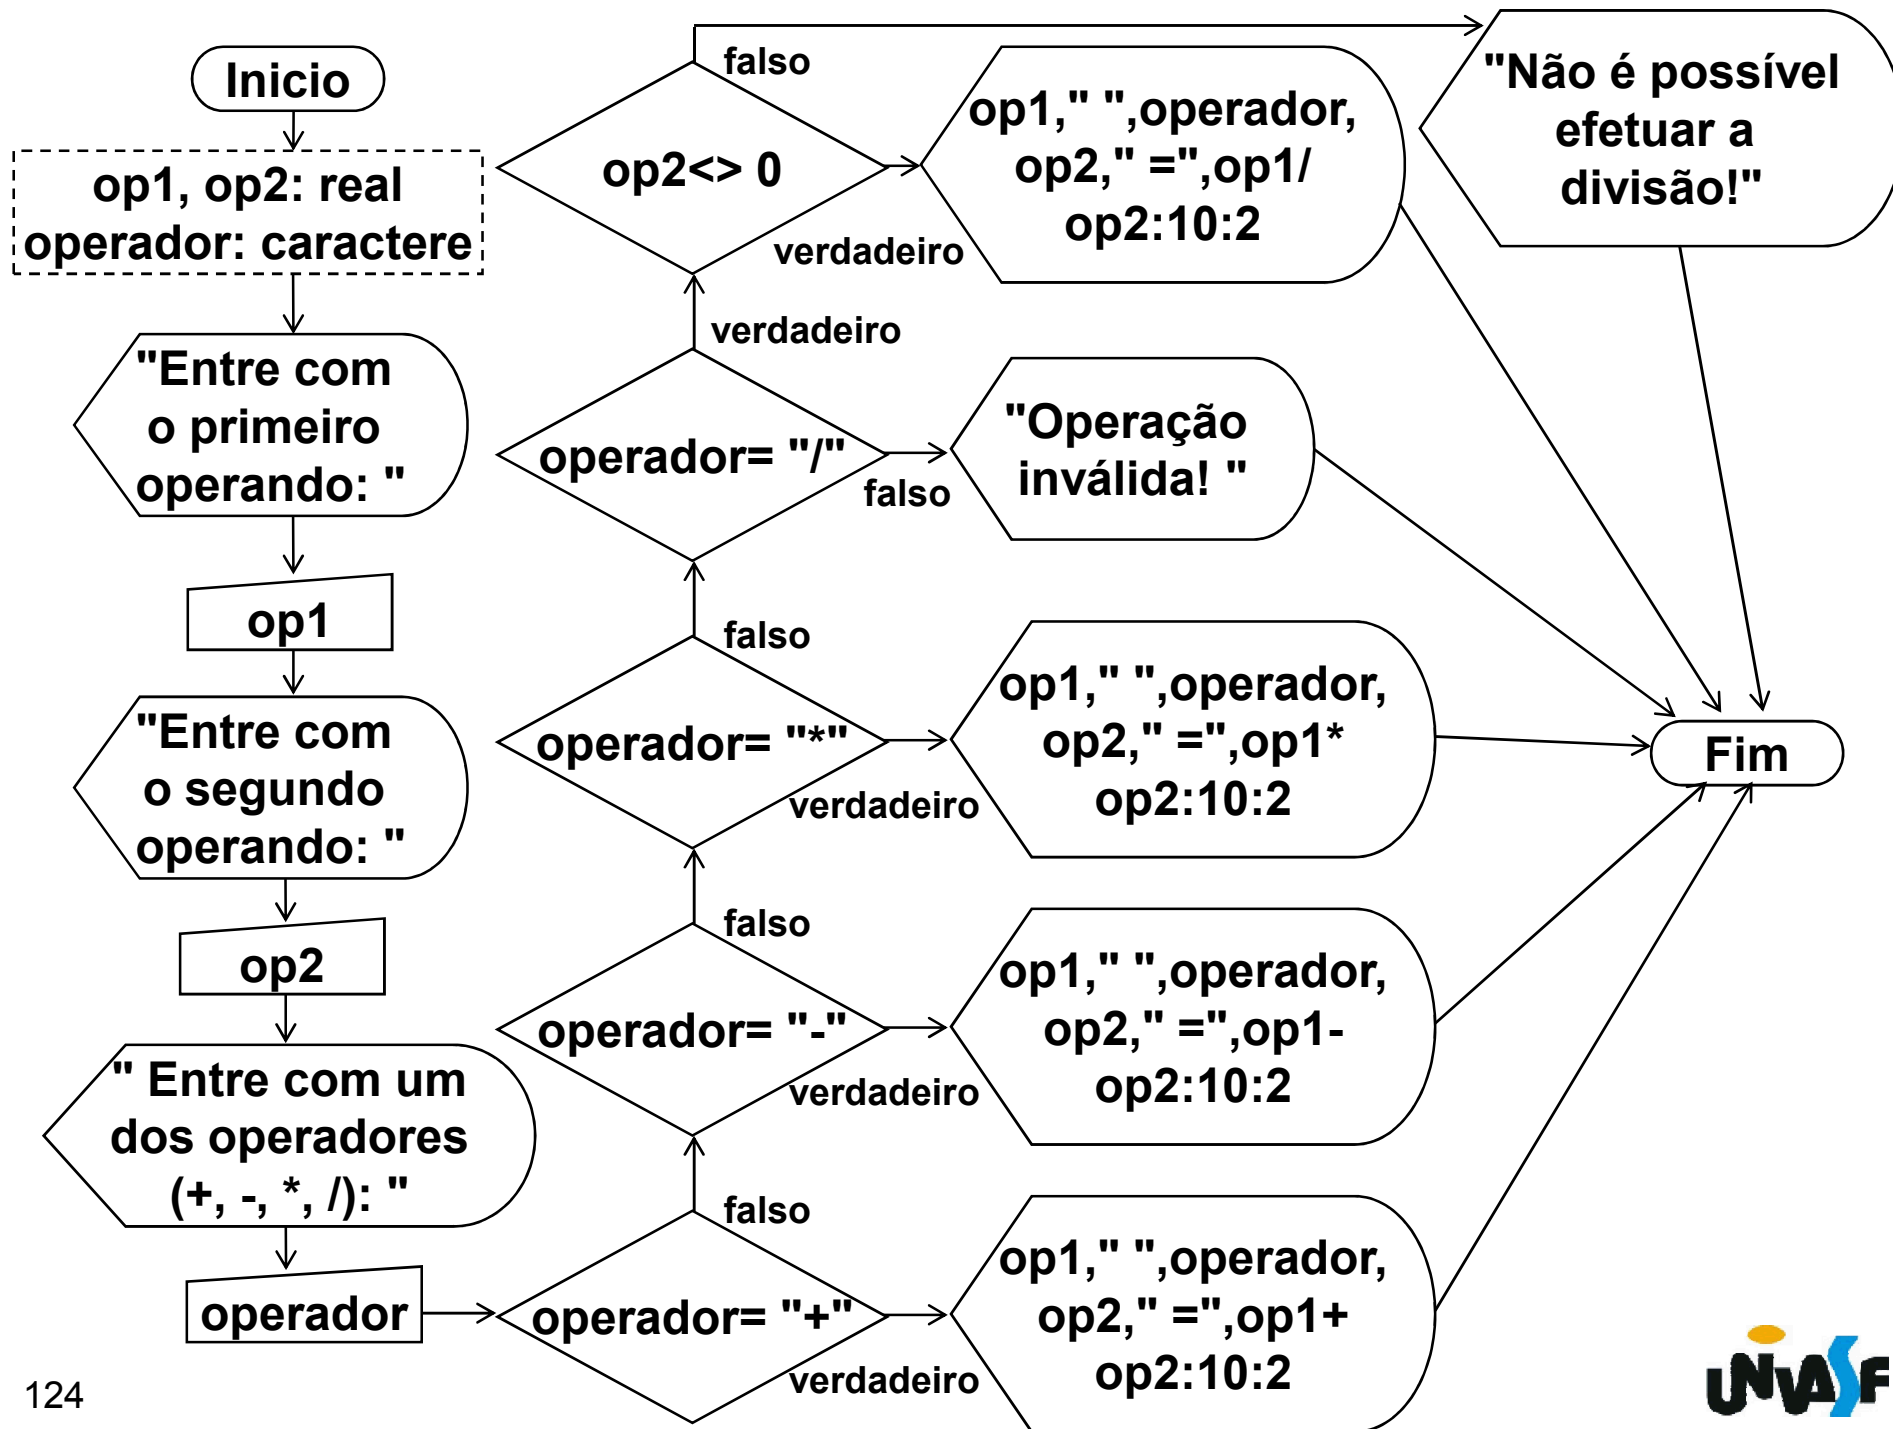 Inicio
op1, op2: real
operador: caractere
"Entre com
o primeiro
operando: "
op1
"Entre com
o segundo
operando: "
op2
" Entre com um
dos operadores
(+, -, *, /): "
operador
operador= "+"
falso
verdadeiro
op1," ",operador,
op2," =",op1+
op2:10:2
operador= "-"
falso
verdadeiro
op1," ",operador,
op2," =",op1-
op2:10:2
operador= "*"
falso
verdadeiro
op1," ",operador,
op2," =",op1*
op2:10:2
operador= "/"
verdadeiro
falso
"Operação
inválida! "
op2<> 0
falso
verdadeiro
op1," ",operador,
op2," =",op1/
op2:10:2
"Não é possível
efetuar a
divisão!"
Fim
124
UNIVASF